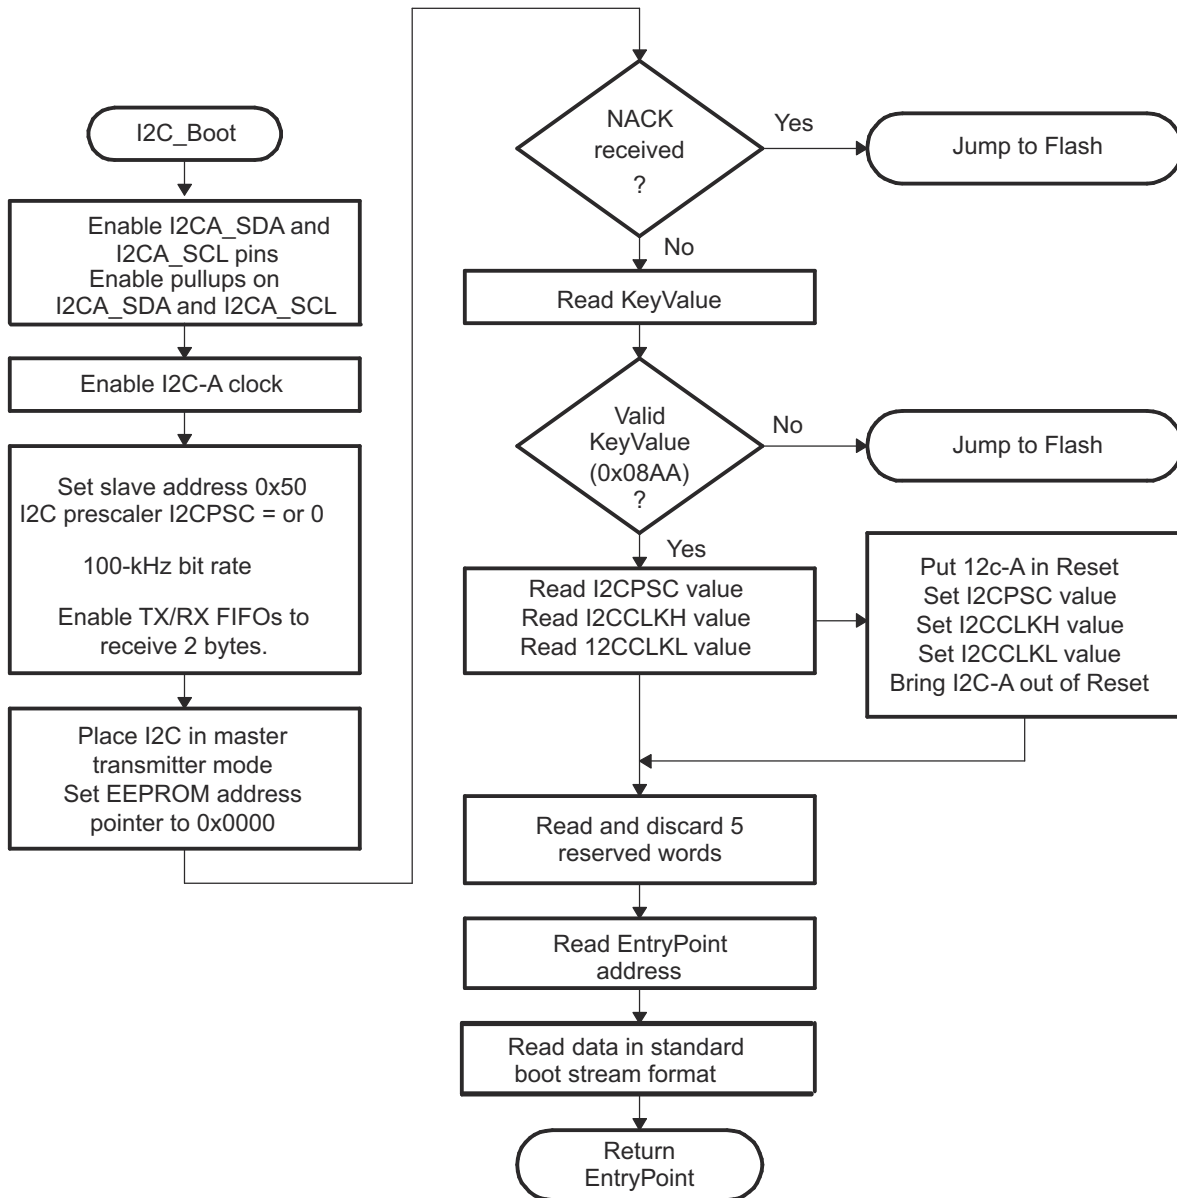 I2C_Boot
Enable I2CA_SDA and
I2CA_SCL pins
Enable pullups on
I2CA_SDA and I2CA_SCL
Enable I2C-A clock
Set slave address 0x50
I2C prescaler I2CPSC = or 0
100-kHz bit rate
Enable TX/RX FIFOs to
receive 2 bytes.
Place I2C in master
transmitter mode
Set EEPROM address
pointer to 0x0000
NACK
received
?
Yes
Jump to Flash
No
Read KeyValue
Valid
KeyValue
(0x08AA)
?
No
Jump to Flash
Yes
Read I2CPSC value
Read I2CCLKH value
Read 12CCLKL value
Put 12c-A in Reset
Set I2CPSC value
Set I2CCLKH value
Set I2CCLKL value
Bring I2C-A out of Reset
Read and discard 5
reserved words
Read EntryPoint
address
Read data in standard
boot stream format
Return
EntryPoint